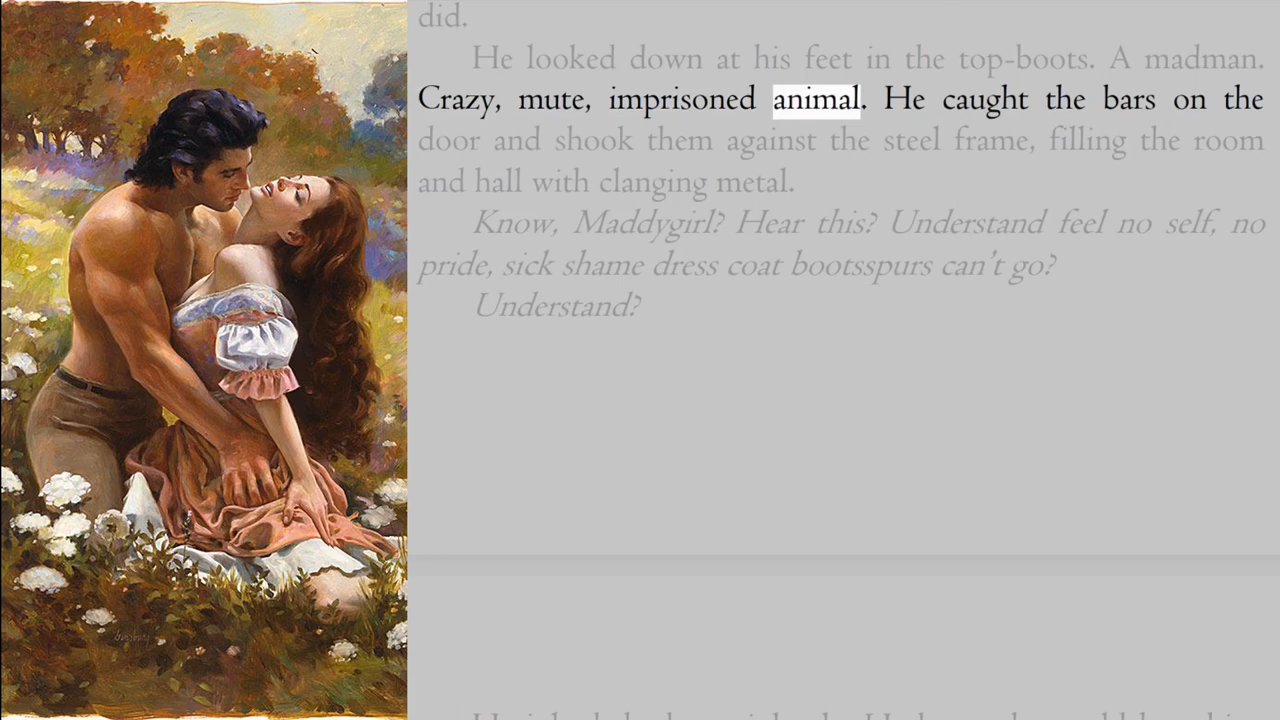 did.
He looked down at his feet in the top-boots. A madman.
Crazy, mute, imprisoned animal. He caught the bars on the
door and shook them against the steel frame, filling the room
and hall with clanging metal.
Know, Maddygirl? Hear this? Understand feel no self, no
pride, sick shame dress coat bootsspurs can't go?
Understand?